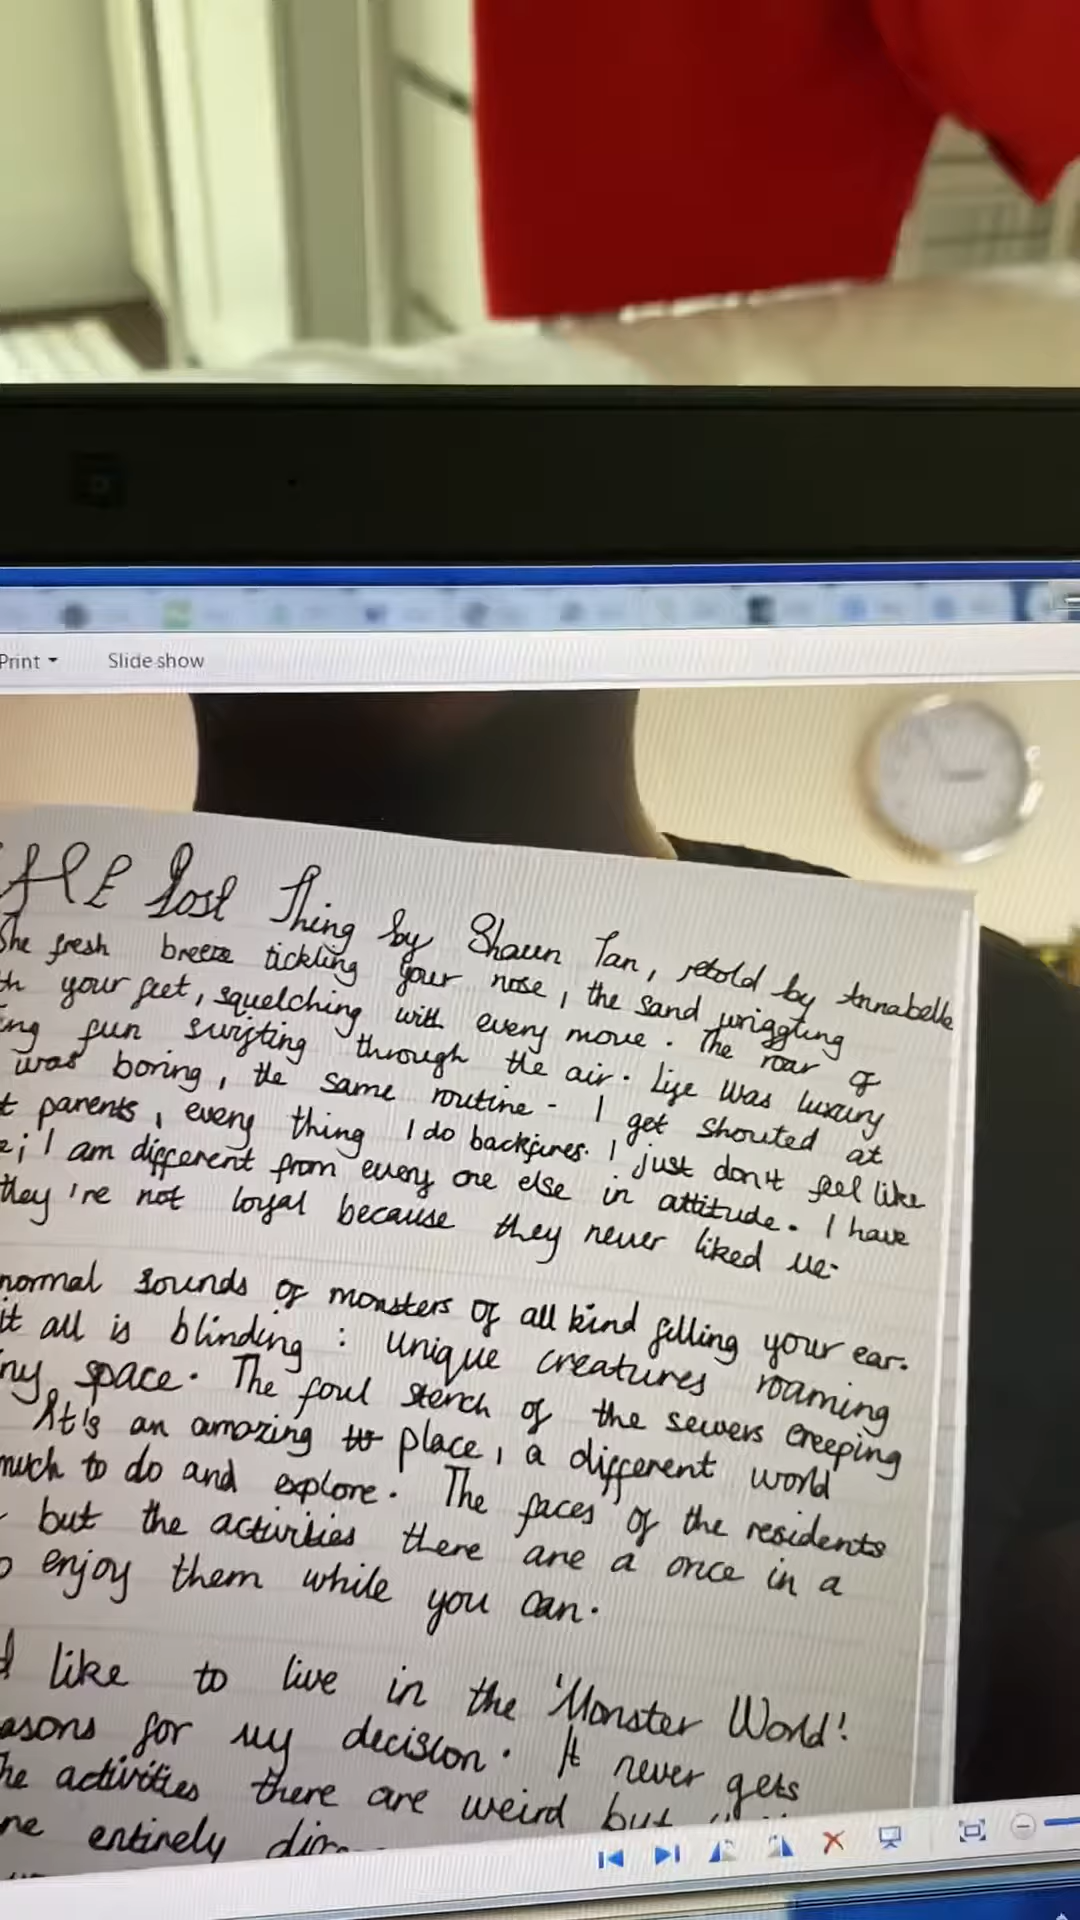 Print
Slide show
THE Lost Thing by Shaun Tan, retold by Annabelle
The fresh breeze tickling your nose, the sand wriggling
your feet, squelching with every move. The roar of
fun swifting through the air. Life was luxury
was boring, the same routine - I get shouted at
parents, every thing I do backfires. I just don't feel like
; I am different from every one else in attitude. I have
they're not loyal because they never liked me.
normal sounds of monsters of all kind filling your ear.
it all is blinding : unique creatures roaming
space. The foul stench of the sewers creeping
It's an amazing place, a different world
much to do and explore. The faces of the residents
but the activities there are a once in a
enjoy them while you can.
like to live in the 'Monster World!
for my decision. It never gets
activities there are weird but
entirely